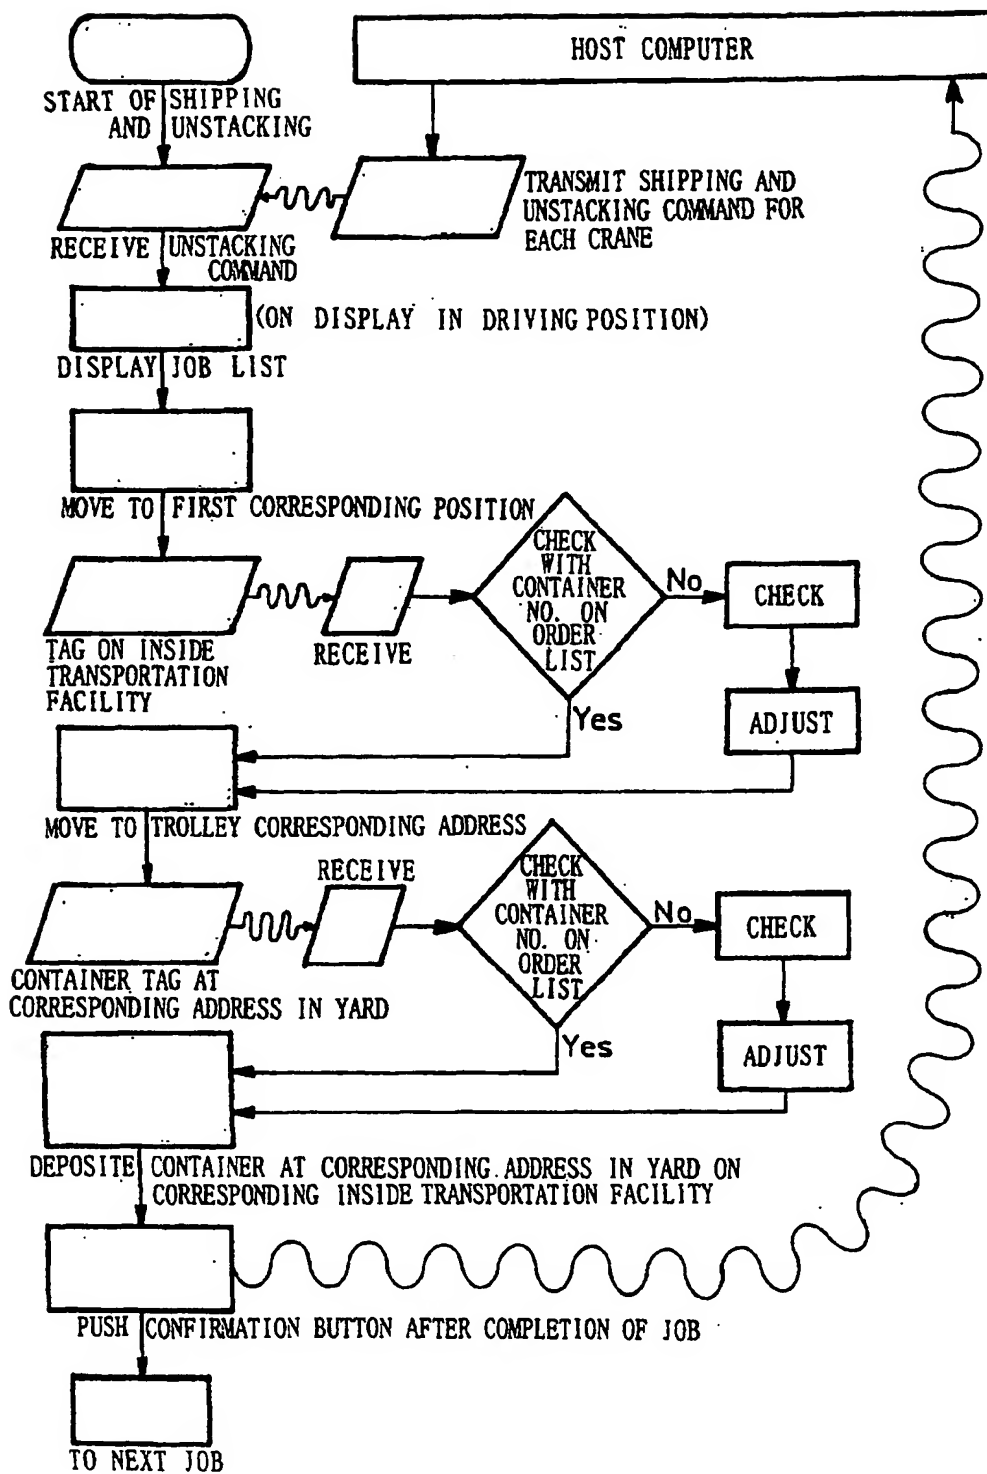 HOST COMPUTER
START OF SHIPPING
AND UNSTACKING
TRANSMIT SHIPPING AND
UNSTACKING COMMAND FOR
EACH CRANE
RECEIVE UNSTACKING
COMMAND
(ON DISPLAY IN DRIVING POSITION)
DISPLAY JOB LIST
MOVE TO FIRST CORRESPONDING POSITION
CHECK
WITH
CONTAINER
NO. ON
ORDER
LIST
No
CHECK
TAG ON INSIDE
TRANSPORTATION
FACILITY
RECEIVE
Yes
ADJUST
MOVE TO TROLLEY CORRESPONDING ADDRESS
RECEIVE
CHECK
WITH
CONTAINER
NO. ON
ORDER
LIST
No
CHECK
CONTAINER TAG AT
CORRESPONDING ADDRESS IN YARD
Yes
ADJUST
DEPOSITE CONTAINER AT CORRESPONDING ADDRESS IN YARD ON
CORRESPONDING INSIDE TRANSPORTATION FACILITY
PUSH CONFIRMATION BUTTON AFTER COMPLETION OF JOB
TO NEXT JOB